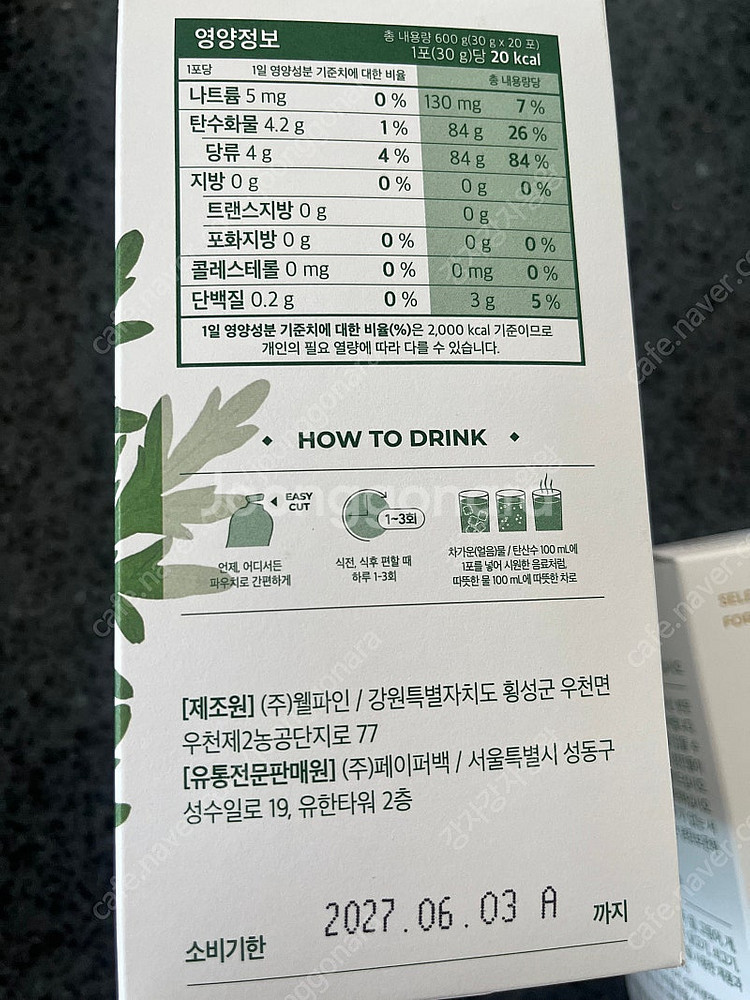 영양정보
총 내용량 600 g(30 g x 20 포)
1포(30 g)당 20 kcal
1포당 1일 영양성분 기준치에 대한 비율 총 내용량당
나트륨 5 mg 0 % 130 mg 7 %
탄수화물 4.2 g 1 % 84 g 26 %
당류 4 g 4 % 84 g 84 %
지방 0 g 0 % 0 g 0 %
트랜스지방 0 g 0 g
포화지방 0 g 0 % 0 g 0 %
콜레스테롤 0 mg 0 % 0 mg 0 %
단백질 0.2 g 0 % 3 g 5 %
1일 영양성분 기준치에 대한 비율(%)은 2,000 kcal 기준이므로
개인의 필요 열량에 따라 다를 수 있습니다.
HOW TO DRINK
EASY
CUT
1~3회
언제, 어디서든
파우치로 간편하게
식전, 식후 편할 때
하루 1-3회
차가운(얼음)물 / 탄산수 100 mL에
1포를 넣어 시원한 음료처럼,
따뜻한 물 100 mL에 따뜻한 차로
[제조원] (주)웰파인 / 강원특별자치도 횡성군 우천면
우천제2농공단지로 77
[유통전문판매원] (주)페이퍼백 / 서울특별시 성동구
성수일로 19, 유한타워 2층
소비기한 2027.06.03 A 까지
Joonggonara
cafe.naver.com